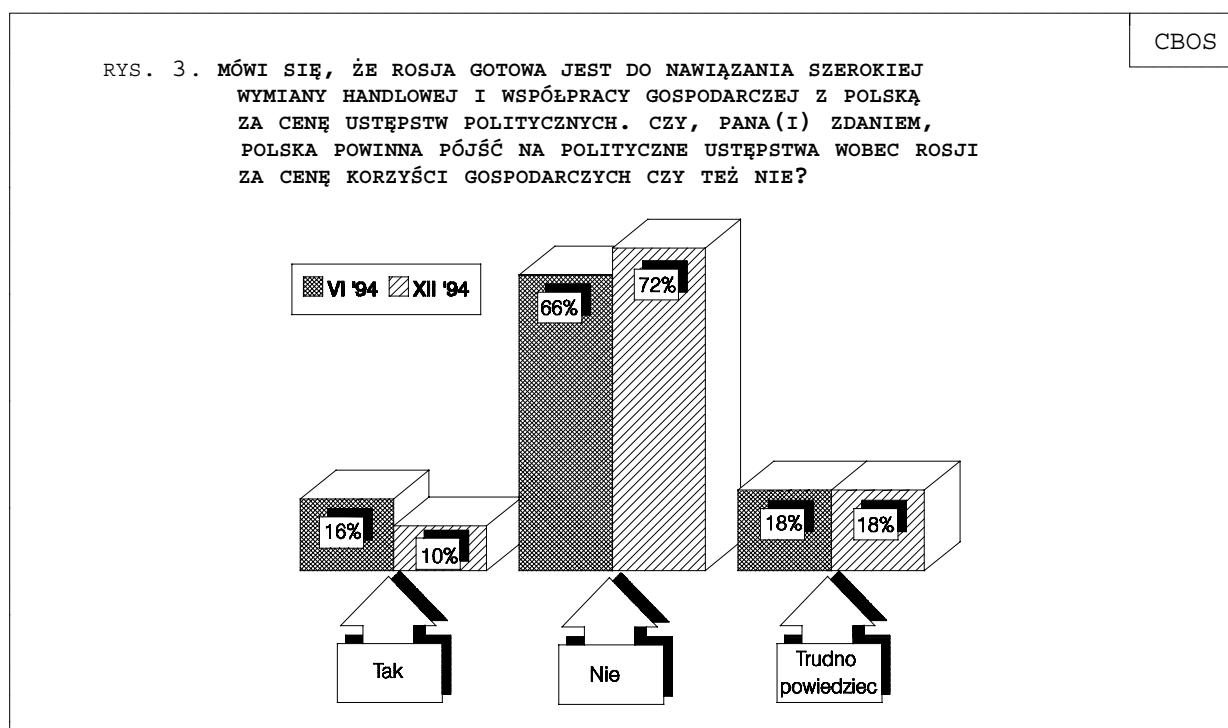 CBOS
RYS. 3. MÓWI SIĘ, ŻE ROSJA GOTOWA JEST DO NAWIĄZANIA SZEROKIEJ
WYMIANY HANDLOWEJ I WSPÓŁPRACY GOSPODARCZEJ Z POLSKĄ
ZA CENĘ USTĘPSTW POLITYCZNYCH. CZY, PANA(I) ZDANIEM,
POLSKA POWINNA PÓJŚĆ NA POLITYCZNE USTĘPSTWA WOBEC ROSJI
ZA CENĘ KORZYŚCI GOSPODARCZYCH CZY TEŻ NIE?
VI '94 XII '94
66% 72%
16% 10% 18% 18%
Tak Nie Trudno
powiedziec